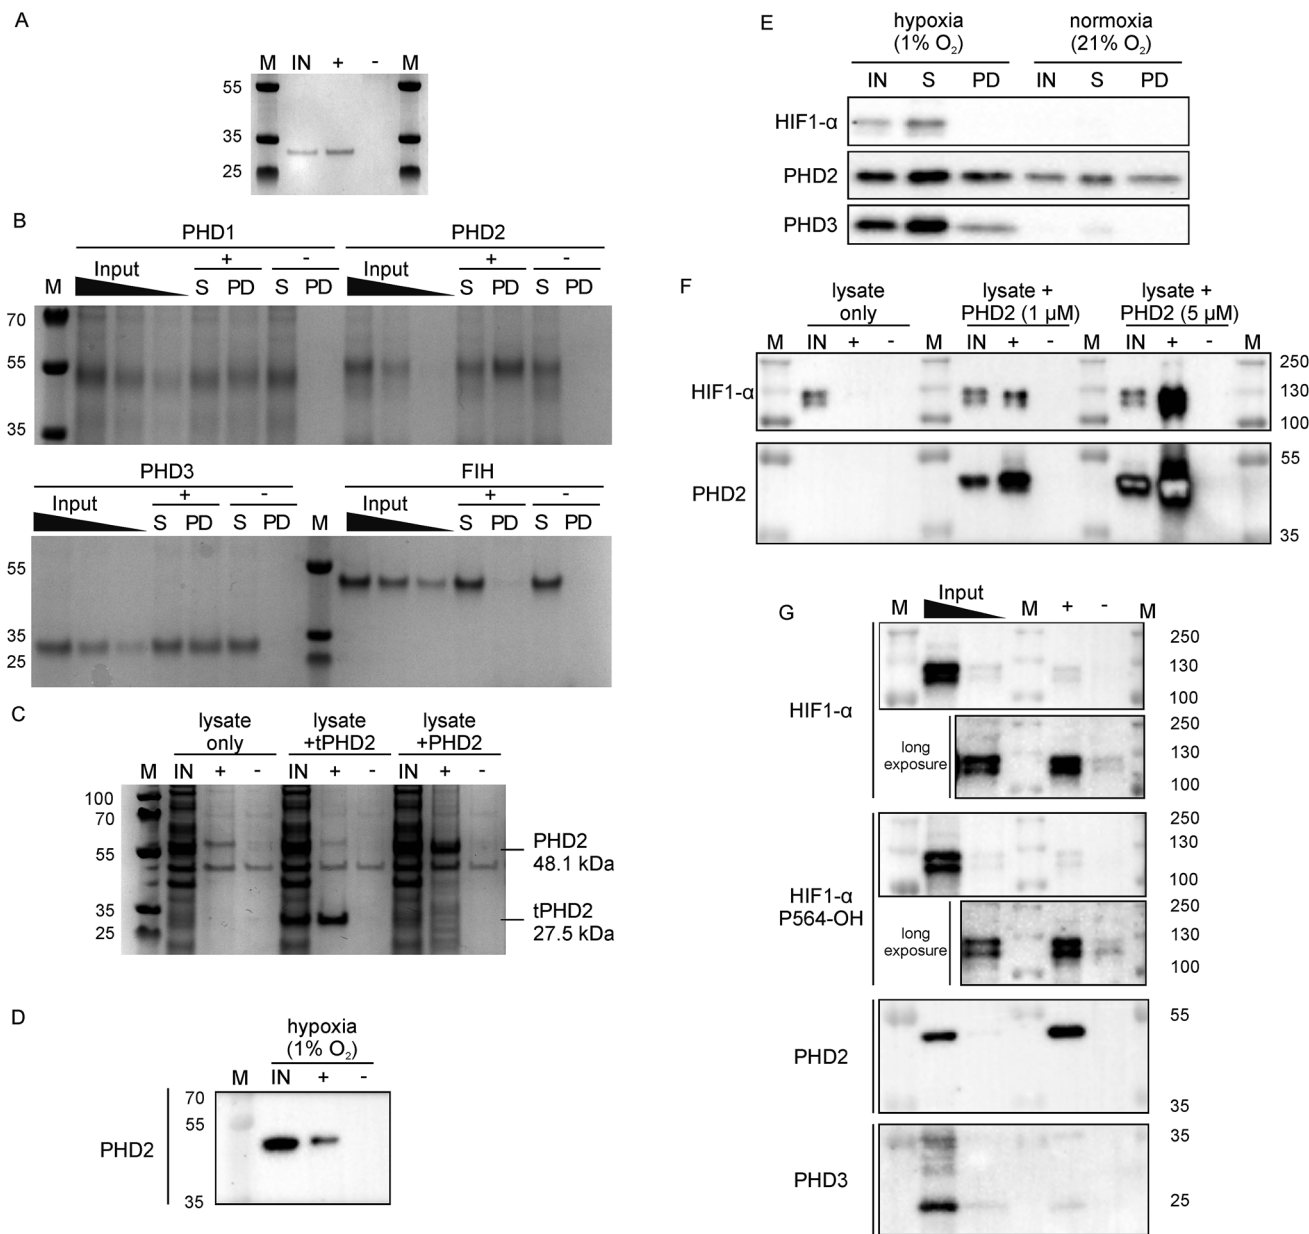 A
M IN + - M
55
35
25
B
PHD1 PHD2
Input + - Input + -
M S PD S PD S PD S PD
70
55
35
PHD3 FIH
Input + - Input + -
S PD S PD M S PD S PD
55
35
25
C
lysate only lysate +tPHD2 lysate +PHD2
M IN + - IN + - IN + -
100
70
55
35
25
PHD2
48.1 kDa
tPHD2
27.5 kDa
D
hypoxia
(1% O₂)
M IN + -
70
55
35
PHD2
E
hypoxia normoxia
(1% O₂) (21% O₂)
IN S PD IN S PD
HIF1-α
PHD2
PHD3
F
lysate only lysate + PHD2 (1 µM) lysate + PHD2 (5 µM)
M IN + - M IN + - M IN + - M
HIF1-α
250
130
100
PHD2
55
35
G
M Input M + - M
HIF1-α
250
130
100
long
exposure
250
130
100
HIF1-α
P564-OH
250
130
100
long
exposure
250
130
100
PHD2
55
35
PHD3
35
25